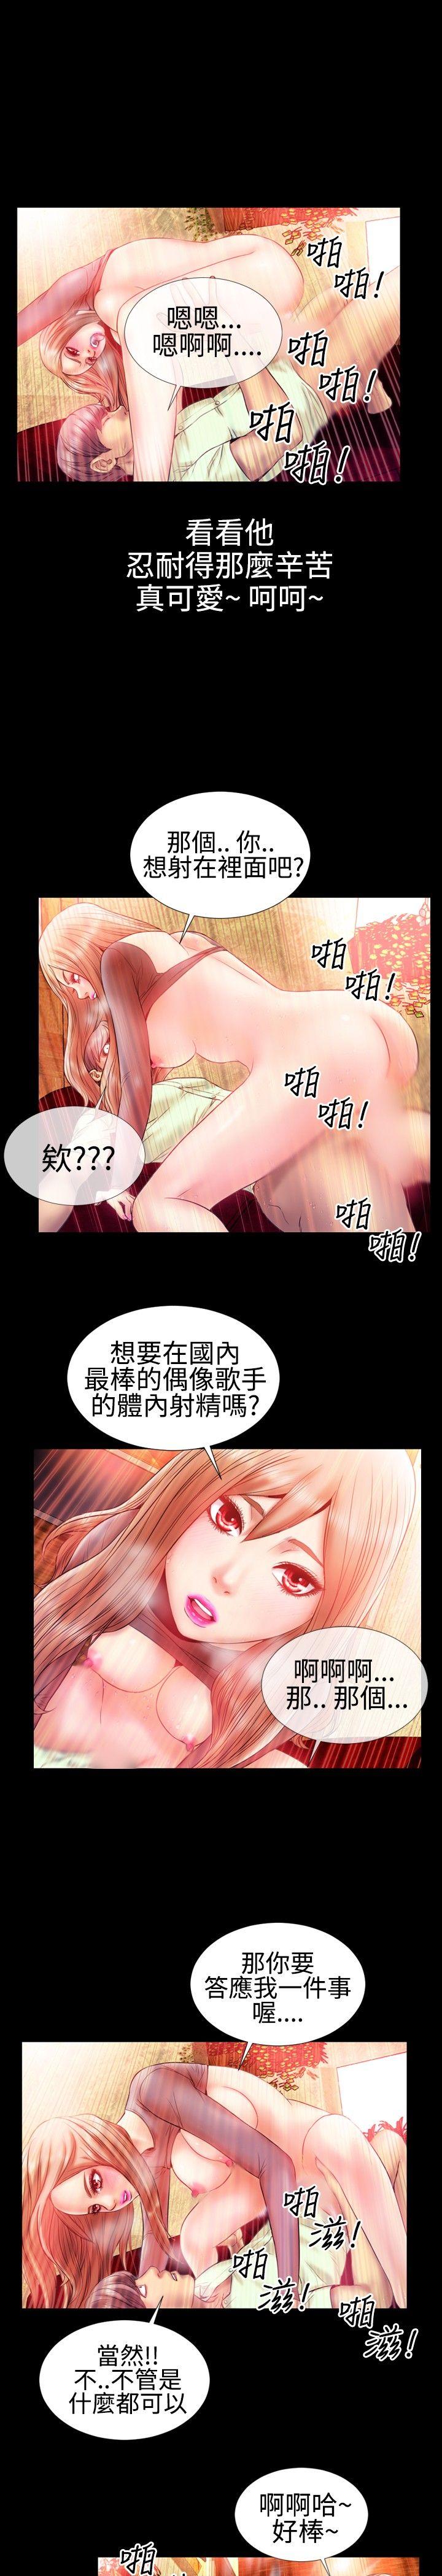 啪
啪!
嗯嗯...
嗯啊啊....
啪
啪!
啪
啪!
看看他
忍耐得那麼辛苦
真可愛~ 呵呵~
那個.. 你..
想射在裡面吧?
啪
啪!
啪
啪!
欸???
啪
啪!
想要在國內
最棒的偶像歌手
的體內射精嗎?
啊啊啊...
那.. 那個...
那你要
答應我一件事
喔....
啪
滋!
啪
滋!
啪
滋!
當然!!
不..不管是
什麼都可以
啊啊哈~
好棒~
啪